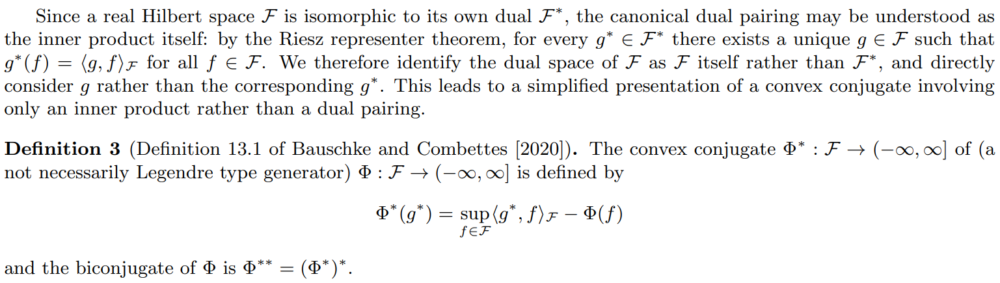 Since a real Hilbert space $\mathcal{F}$ is isomorphic to its own dual $\mathcal{F}^*$, the canonical dual pairing may be understood as
the inner product itself: by the Riesz representer theorem, for every $g^* \in \mathcal{F}^*$ there exists a unique $g \in \mathcal{F}$ such that
$g^*(f) = \langle g, f \rangle_{\mathcal{F}}$ for all $f \in \mathcal{F}$. We therefore identify the dual space of $\mathcal{F}$ as $\mathcal{F}$ itself rather than $\mathcal{F}^*$, and directly
consider $g$ rather than the corresponding $g^*$. This leads to a simplified presentation of a convex conjugate involving
only an inner product rather than a dual pairing.
Definition 3 (Definition 13.1 of Bauschke and Combettes [2020]). The convex conjugate $\Phi^* : \mathcal{F} \to (-\infty, \infty]$ of (a
not necessarily Legendre type generator) $\Phi : \mathcal{F} \to (-\infty, \infty]$ is defined by
$\Phi^*(g^*) = \sup_{f \in \mathcal{F}} \langle g^*, f \rangle_{\mathcal{F}} - \Phi(f)$
and the biconjugate of $\Phi$ is $\Phi^{**} = (\Phi^*)^*$.